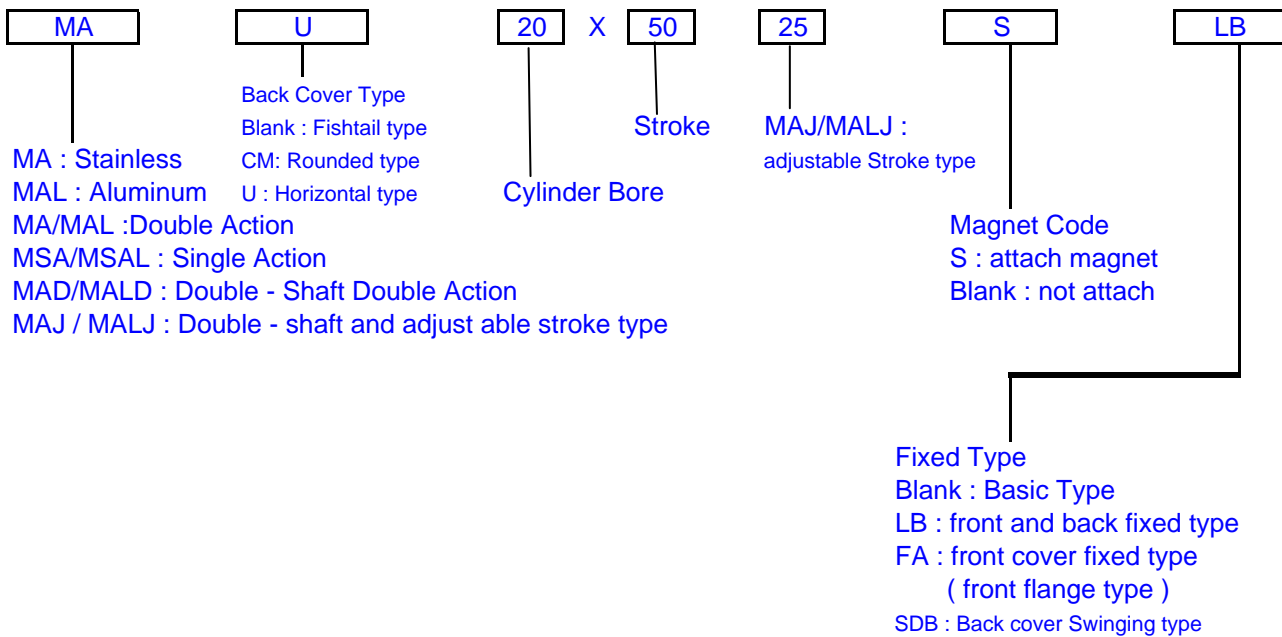 MA U 20 X 50 25 S LB
Back Cover Type
Blank : Fishtail type
CM: Rounded type
U : Horizontal type
MA : Stainless
MAL : Aluminum
MA/MAL :Double Action
MSA/MSAL : Single Action
MAD/MALD : Double - Shaft Double Action
MAJ / MALJ : Double - shaft and adjust able stroke type
Cylinder Bore
Stroke
MAJ/MALJ :
adjustable Stroke type
Magnet Code
S : attach magnet
Blank : not attach
Fixed Type
Blank : Basic Type
LB : front and back fixed type
FA : front cover fixed type
( front flange type )
SDB : Back cover Swinging type